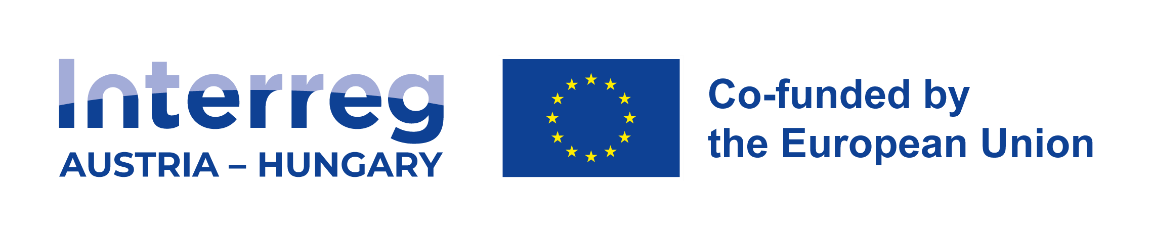 Interreg
AUSTRIA – HUNGARY
Co-funded by
the European Union